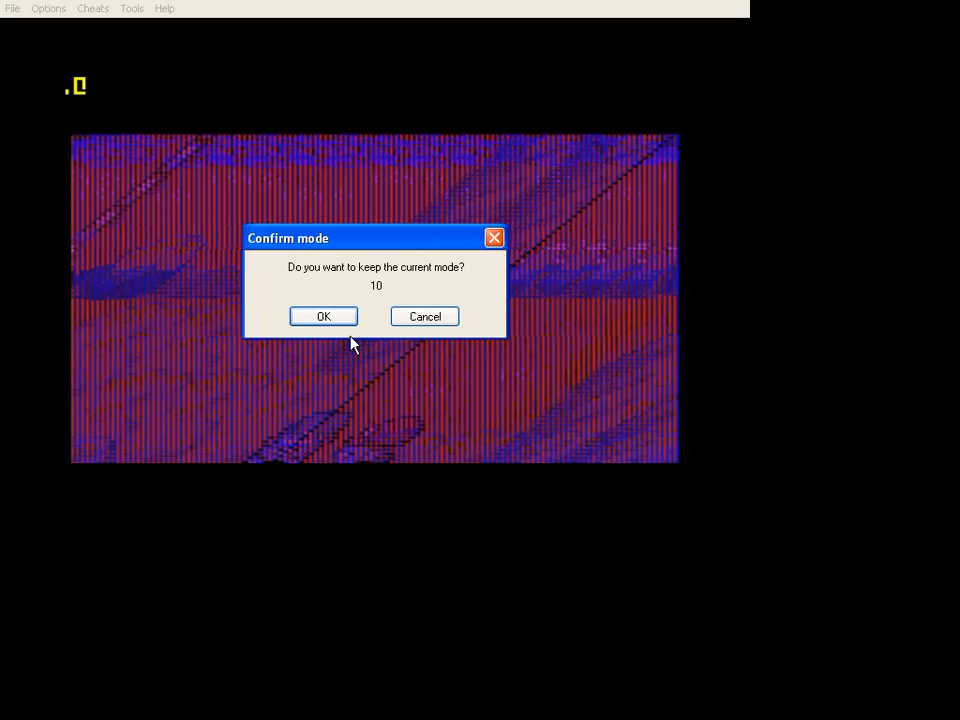 File Options Cheats Tools Help
Confirm mode
Do you want to keep the current mode?
10
OK Cancel